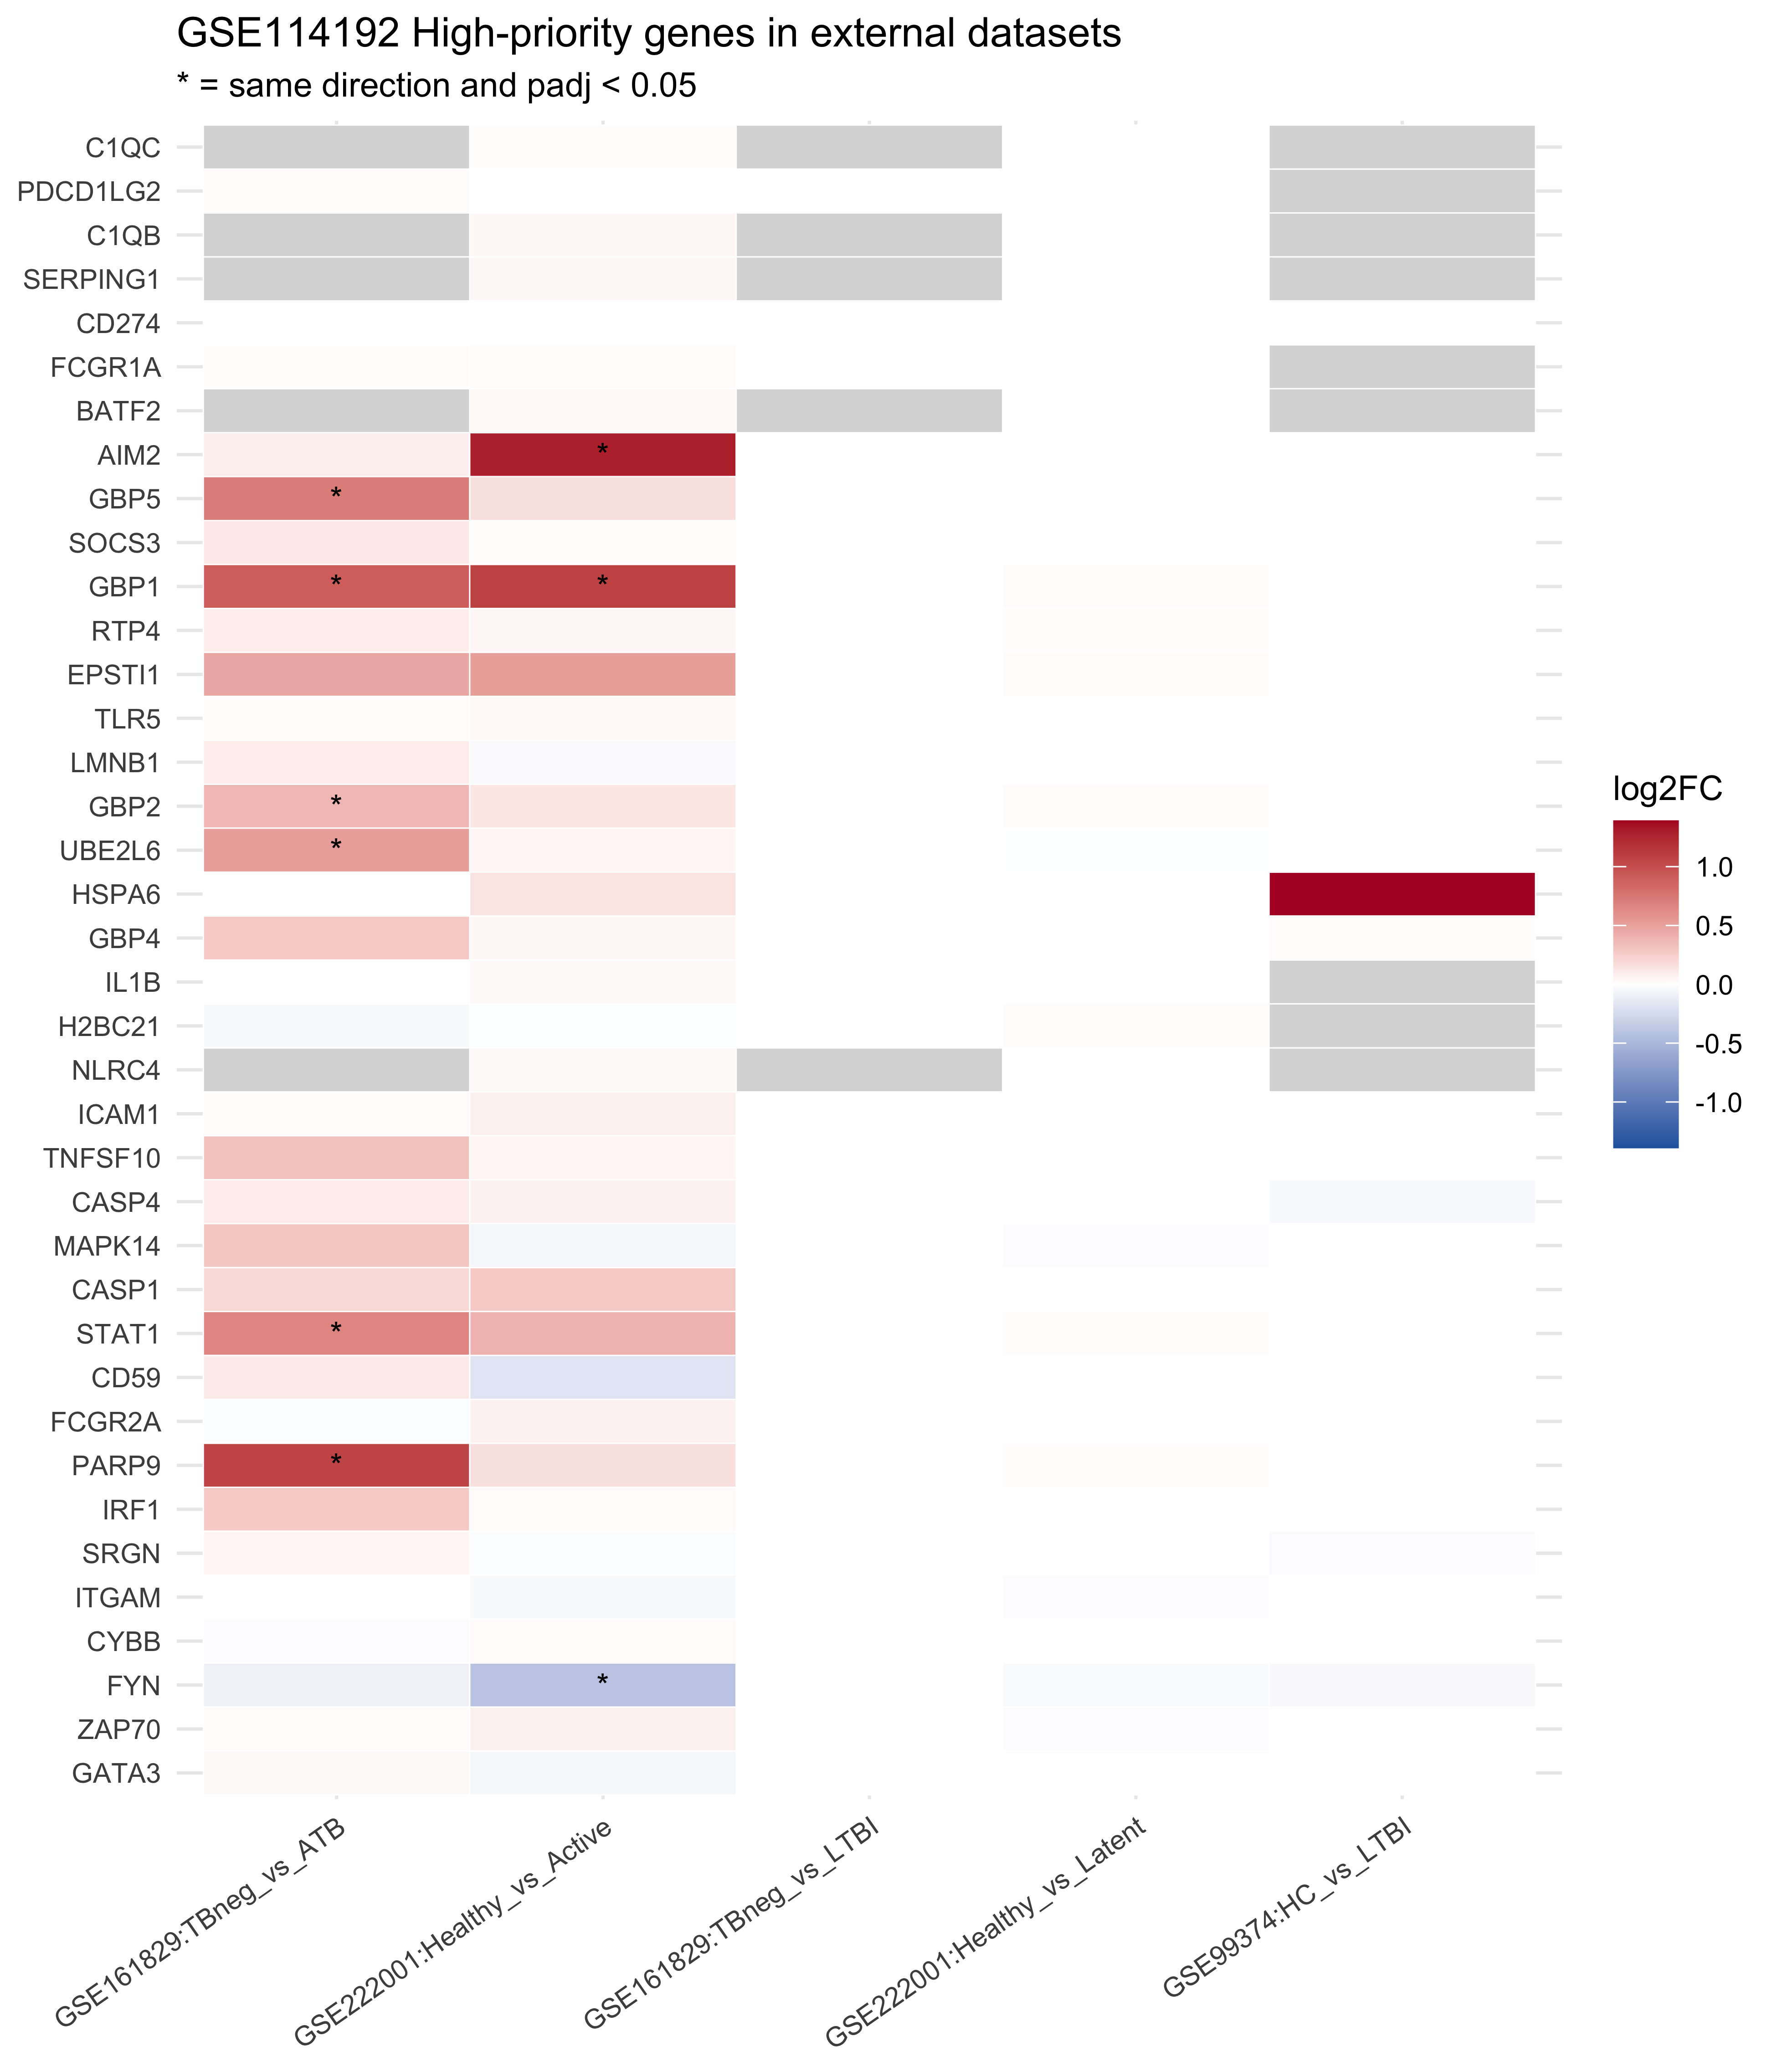 GSE114192 High-priority genes in external datasets
* = same direction and padj < 0.05
C1QC
PDCD1LG2
C1QB
SERPING1
CD274
FCGR1A
BATF2
AIM2 *
GBP5 *
SOCS3
GBP1 * *
RTP4
EPSTI1
TLR5
LMNB1
GBP2 *
UBE2L6 *
HSPA6
GBP4
IL1B
H2BC21
NLRC4
ICAM1
TNFSF10
CASP4
MAPK14
CASP1
STAT1 *
CD59
FCGR2A
PARP9 *
IRF1
SRGN
ITGAM
CYBB
FYN *
ZAP70
GATA3
GSE161829:TBneg_vs_ATB
GSE222001:Healthy_vs_Active
GSE161829:TBneg_vs_LTBI
GSE222001:Healthy_vs_Latent
GSE99374:HC_vs_LTBI
log2FC
1.0
0.5
0.0
-0.5
-1.0